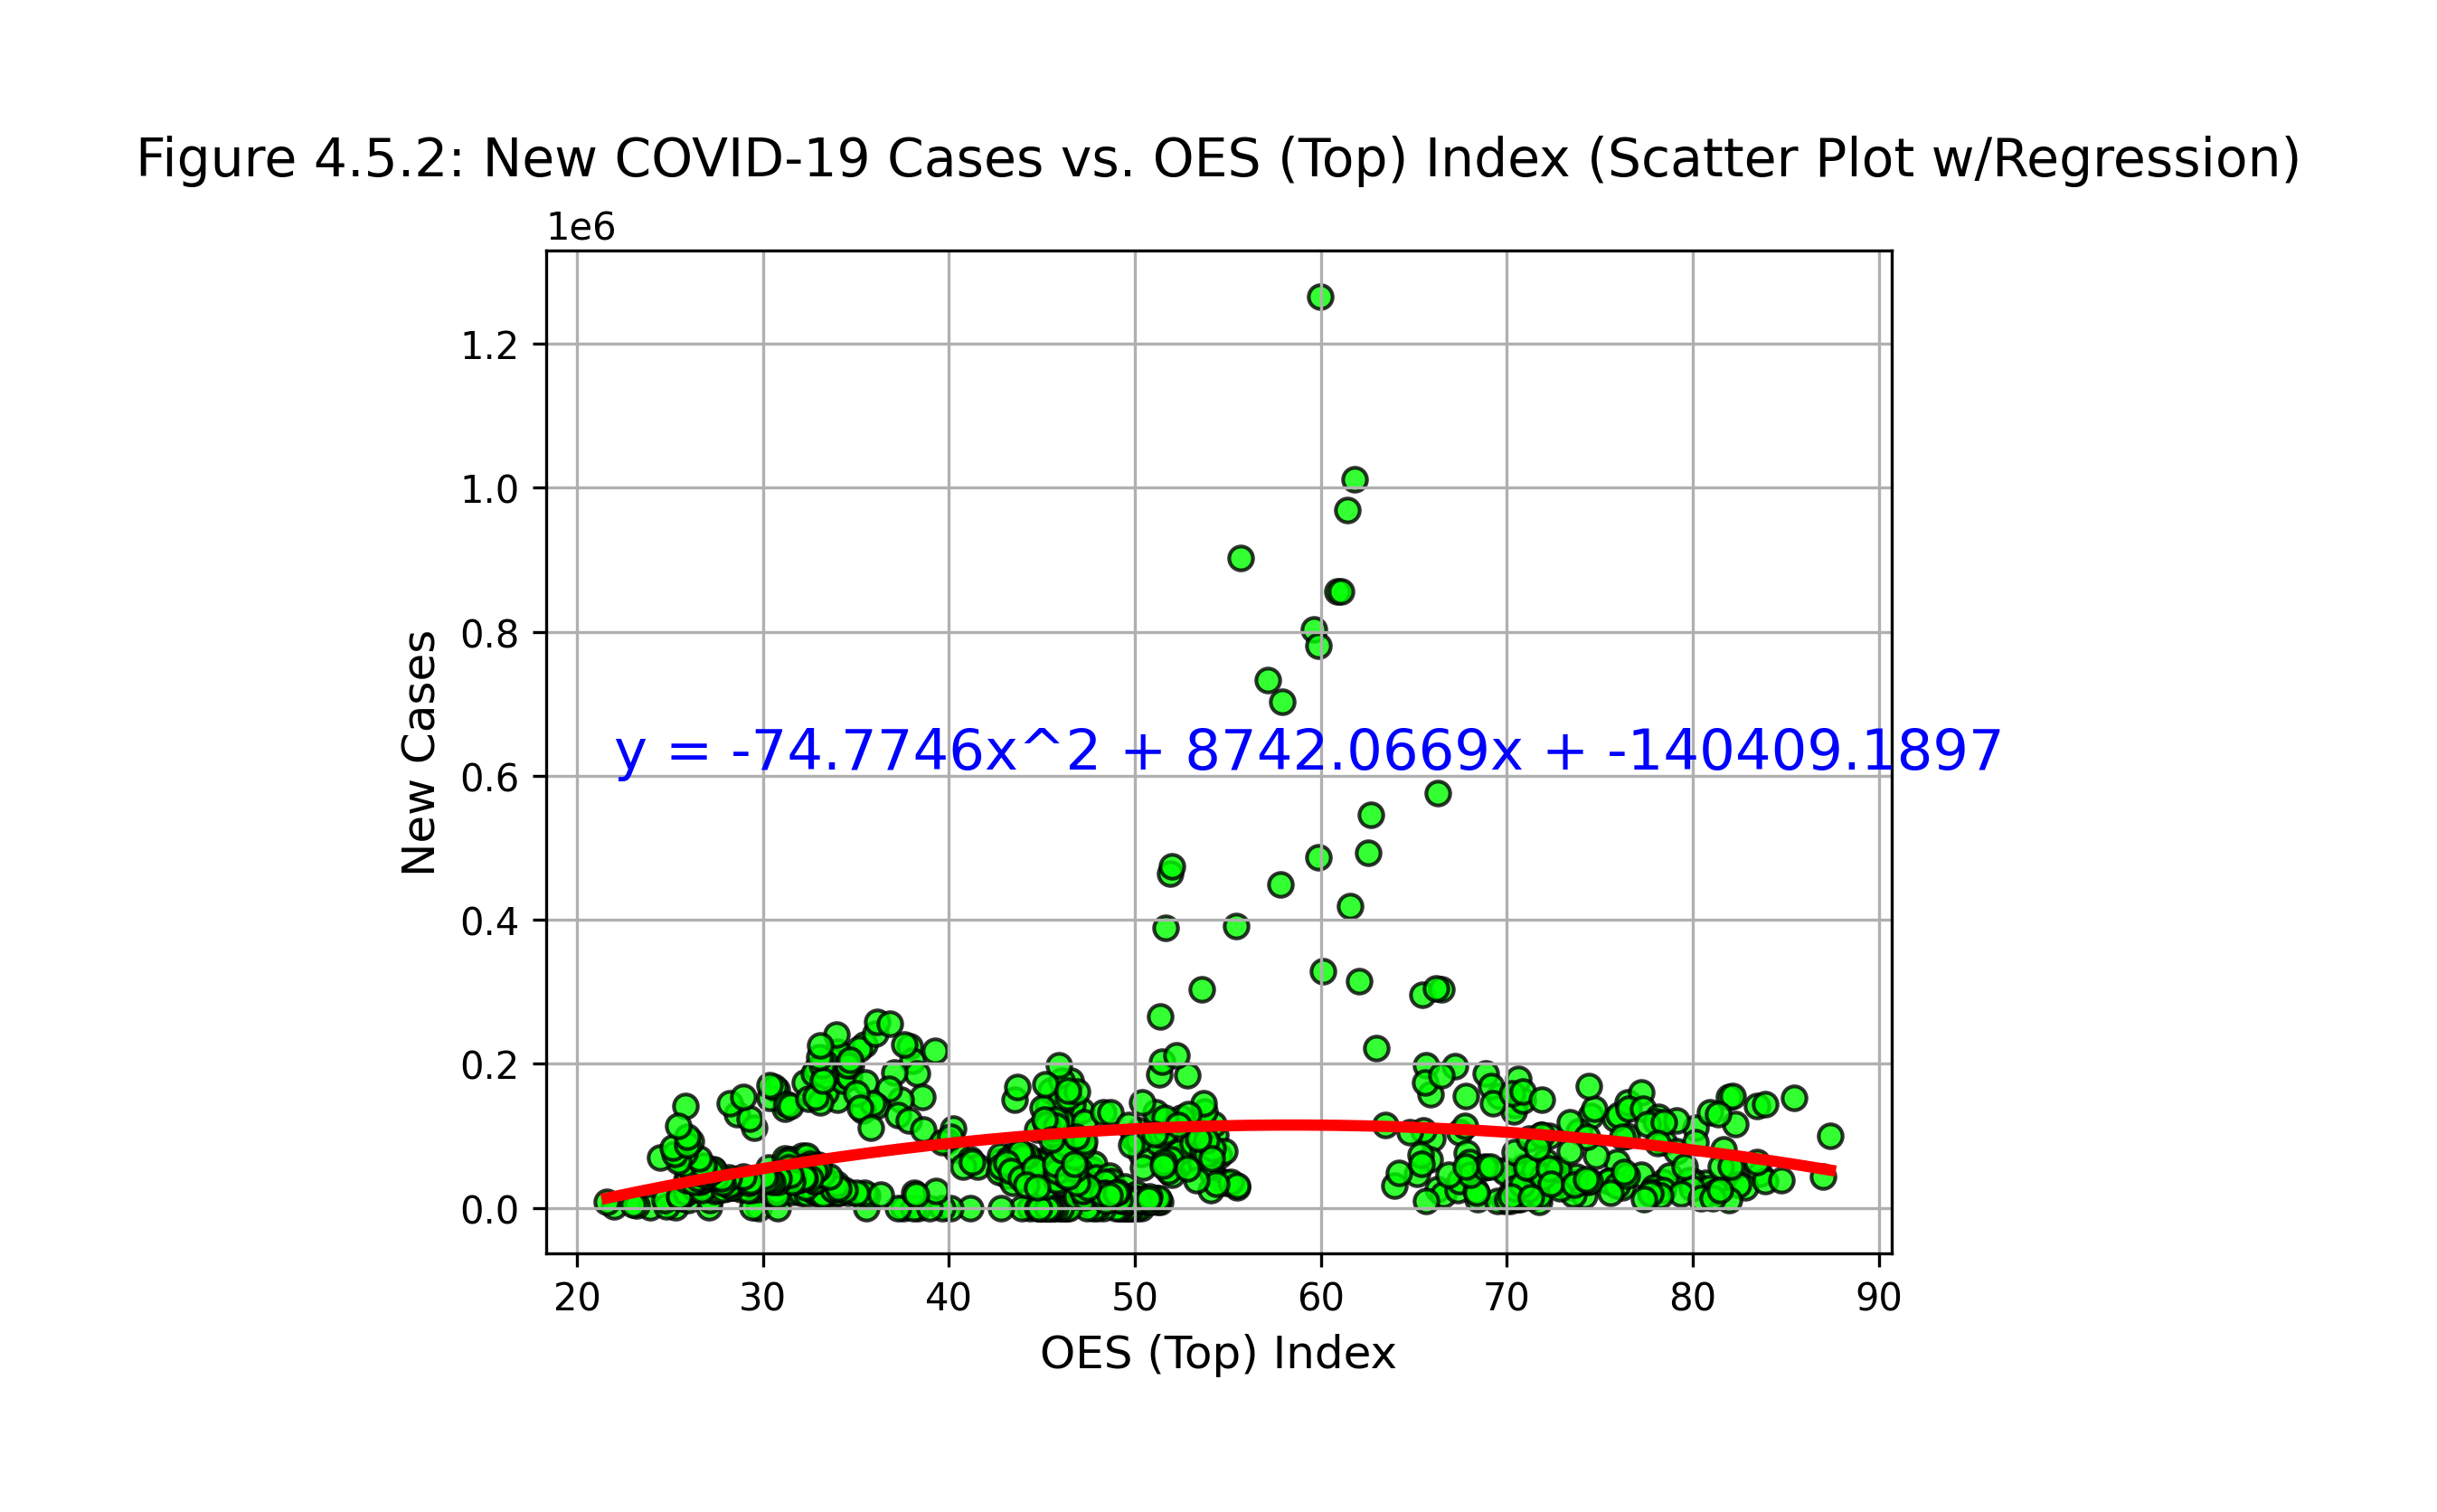 Figure 4.5.2: New COVID-19 Cases vs. OES (Top) Index (Scatter Plot w/Regression)
1e6
1.2
1.0
0.8
0.6
0.4
0.2
0.0
New Cases
y = -74.7746x^2 + 8742.0669x + -140409.1897
20 30 40 50 60 70 80 90
OES (Top) Index